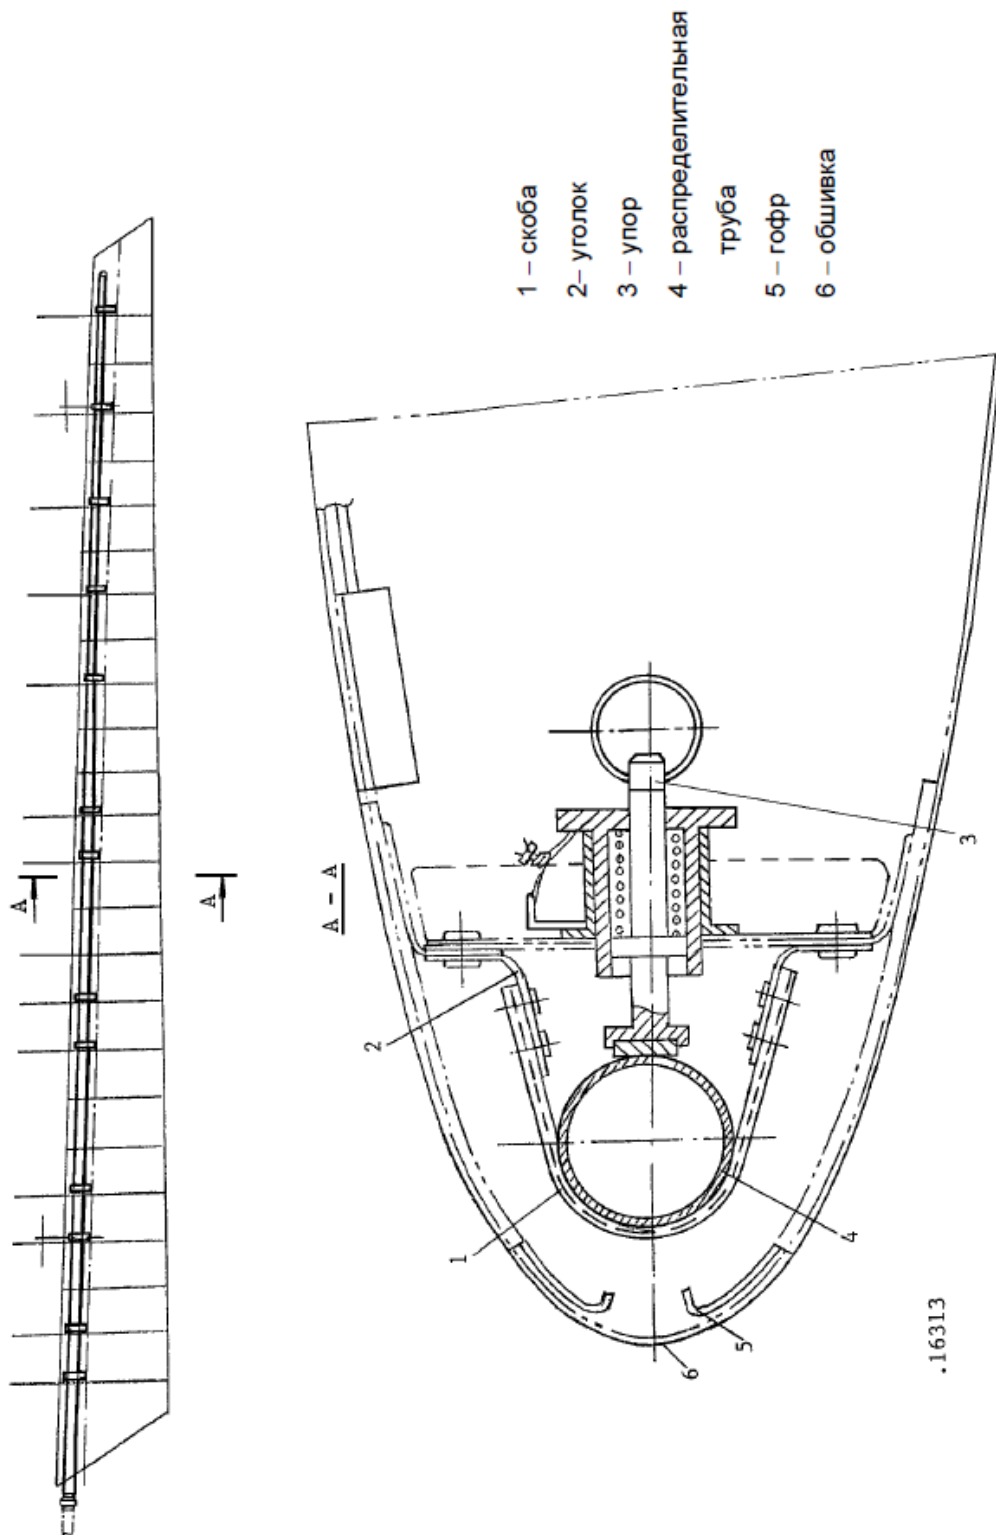 А
А
А – А
1 – скоба
2– уголок
3 – упор
4 – распределительная
труба
5 – гофр
6 – обшивка
1
2
3
4
5
6
.16313